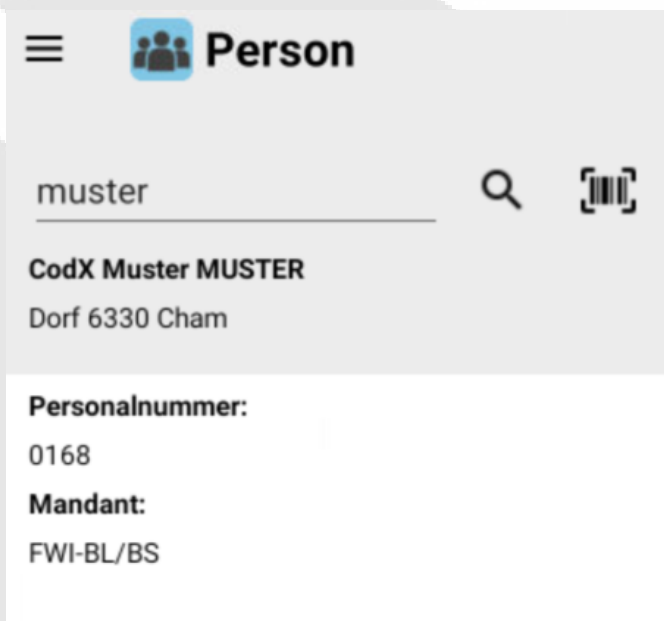 Person
muster
CodX Muster MUSTER
Dorf 6330 Cham
Personalnummer:
0168
Mandant:
FWI-BL/BS